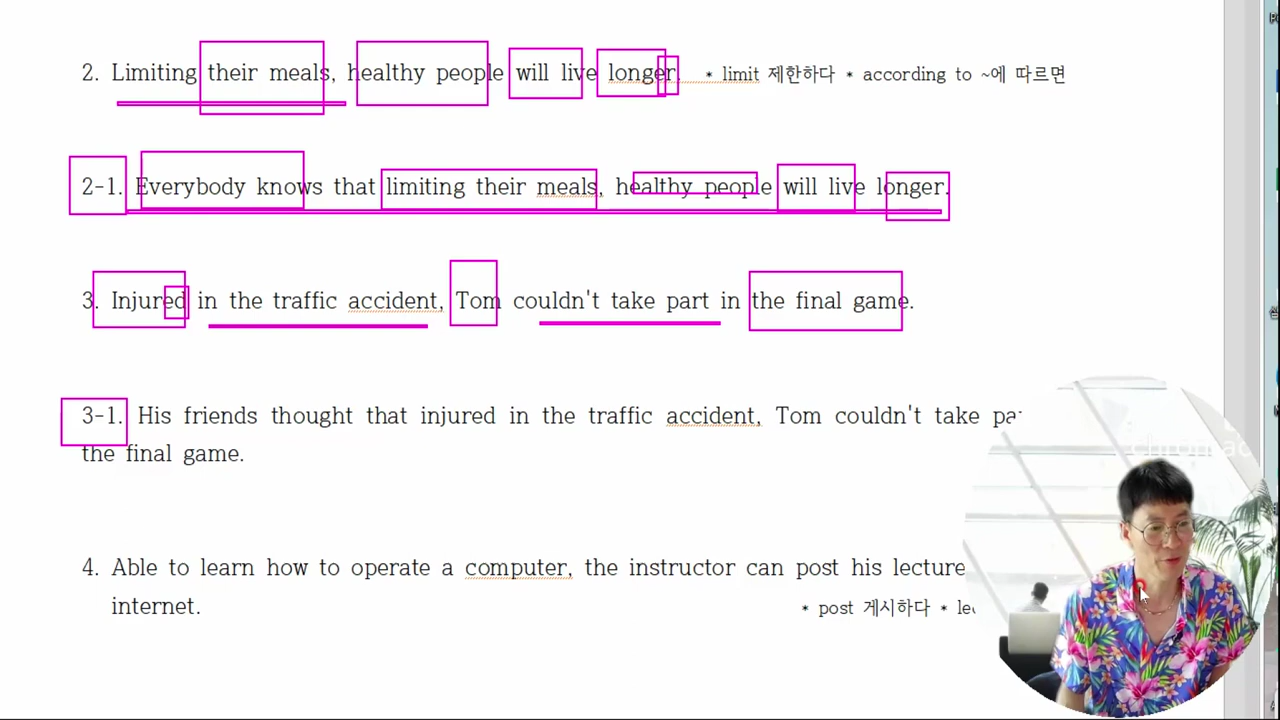 2. Limiting their meals, healthy people will live longer. * limit 제한하다 * according to ~에 따르면
2-1. Everybody knows that limiting their meals, healthy people will live longer.
3. Injured in the traffic accident, Tom couldn't take part in the final game.
3-1. His friends thought that injured in the traffic accident, Tom couldn't take
the final game.
4. Able to learn how to operate a computer, the instructor can post his lecture
internet. * post 게시하다 *